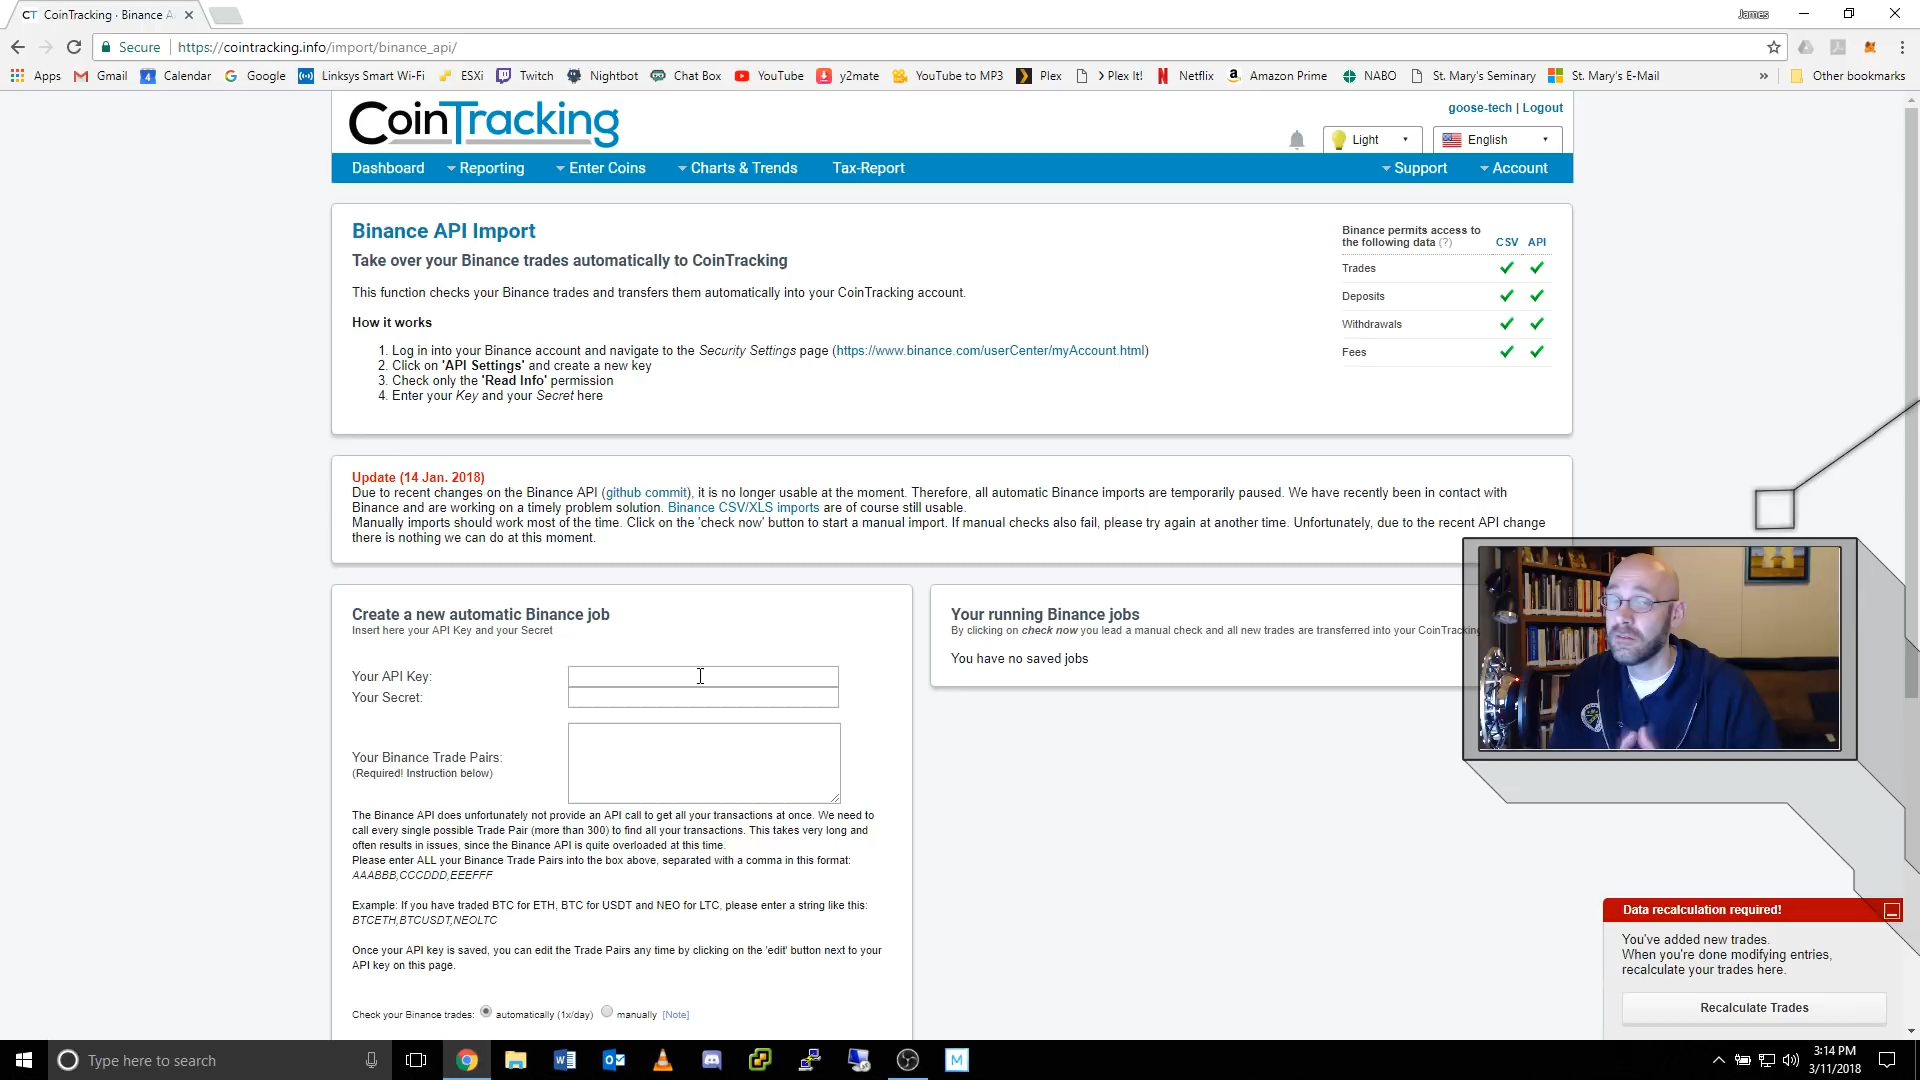 CT CoinTracking · Binance A
James
Secure
https://cointracking.info/import/binance_api/
Apps Gmail Calendar Google Linksys Smart Wi-Fi ESXi Twitch Nightbot Chat Box YouTube y2mate YouTube to MP3 Plex > Plex It! Netflix Amazon Prime NABO St. Mary's Seminary St. Mary's E-Mail » Other bookmarks
CoinTracking
goose-tech | Logout
Light English
Dashboard Reporting Enter Coins Charts & Trends Tax-Report Support Account
Binance API Import
Take over your Binance trades automatically to CoinTracking
This function checks your Binance trades and transfers them automatically into your CoinTracking account.
How it works
1. Log in into your Binance account and navigate to the Security Settings page (https://www.binance.com/userCenter/myAccount.html)
2. Click on 'API Settings' and create a new key
3. Check only the 'Read Info' permission
4. Enter your Key and your Secret here
Binance permits access to
the following data (?) CSV API
Trades
Deposits
Withdrawals
Fees
Update (14 Jan. 2018)
Due to recent changes on the Binance API (github commit), it is no longer usable at the moment. Therefore, all automatic Binance imports are temporarily paused. We have recently been in contact with
Binance and are working on a timely problem solution. Binance CSV/XLS imports are of course still usable.
Manually imports should work most of the time. Click on the 'check now' button to start a manual import. If manual checks also fail, please try again at another time. Unfortunately, due to the recent API change
there is nothing we can do at this moment.
Create a new automatic Binance job
Insert here your API Key and your Secret
Your API Key:
Your Secret:
Your Binance Trade Pairs:
(Required! Instruction below)
The Binance API does unfortunately not provide an API call to get all your transactions at once. We need to
call every single possible Trade Pair (more than 300) to find all your transactions. This takes very long and
often results in issues, since the Binance API is quite overloaded at this time.
Please enter ALL your Binance Trade Pairs into the box above, separated with a comma in this format:
AAABBB,CCCDDD,EEEFFF
Example: If you have traded BTC for ETH, BTC for USDT and NEO for LTC, please enter a string like this:
BTCETH,BTCUSDT,NEOLTC
Once your API key is saved, you can edit the Trade Pairs any time by clicking on the 'edit' button next to your
API key on this page.
Check your Binance trades: automatically (1x/day) manually [Note]
Your running Binance jobs
By clicking on check now you lead a manual check and all new trades are transferred into your CoinTracking
You have no saved jobs
Data recalculation required!
You've added new trades.
When you're done modifying entries,
recalculate your trades here.
Recalculate Trades
Type here to search
M
3:14 PM
3/11/2018